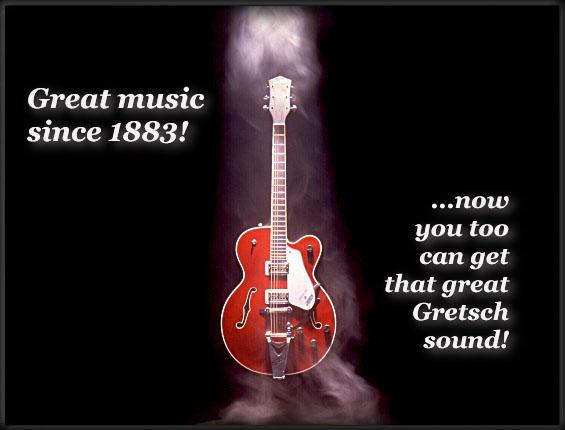 Great music
since 1883!
...now
you too
can get
that great
Gretsch
sound!